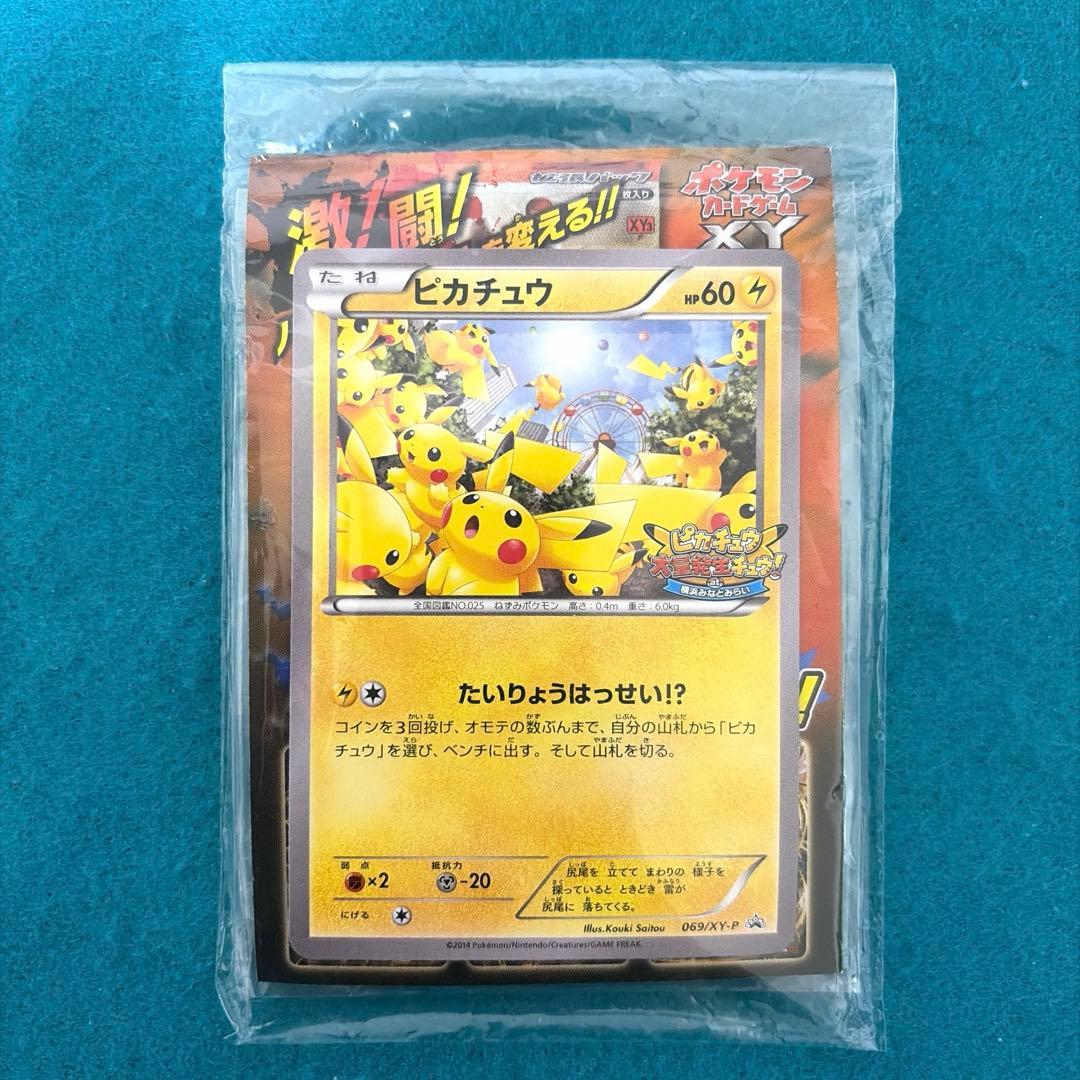 激!闘!
を変える!!
拡張パック
枚入り
XY3
ポケモン
カードゲーム
XY
たね
ピカチュウ
HP60
ピカチュウ
大量発生チュウ!
at
横浜みなとみらい
全国図鑑NO.025 ねずみポケモン 高さ:0.4m 重さ:6.0kg
たいりょうはっせい!?
コインを3回投げ、オモテの数ぶんまで、自分の山札から「ピカ
チュウ」を選び、ベンチに出す。そして山札を切る。
弱点
×2
抵抗力
-20
にげる
尻尾を 立てて まわりの 様子を
探っていると ときどき 雷が
尻尾に 落ちてくる。
Illus.Kouki Saitou
069/XY-P
©2014 Pokémon/Nintendo/Creatures/GAME FREAK.
!